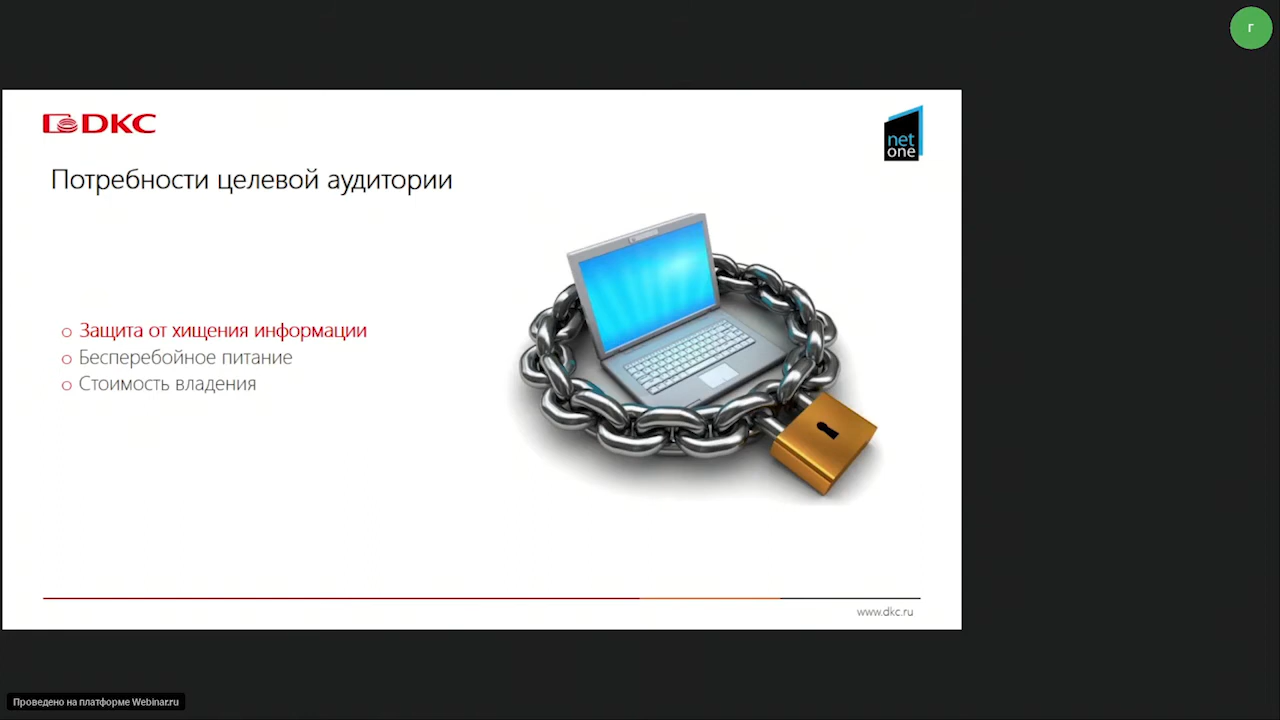 г
DKC
net
one
Потребности целевой аудитории
Защита от хищения информации
Бесперебойное питание
Стоимость владения
www.dkc.ru
Проведено на платформе Webinar.ru